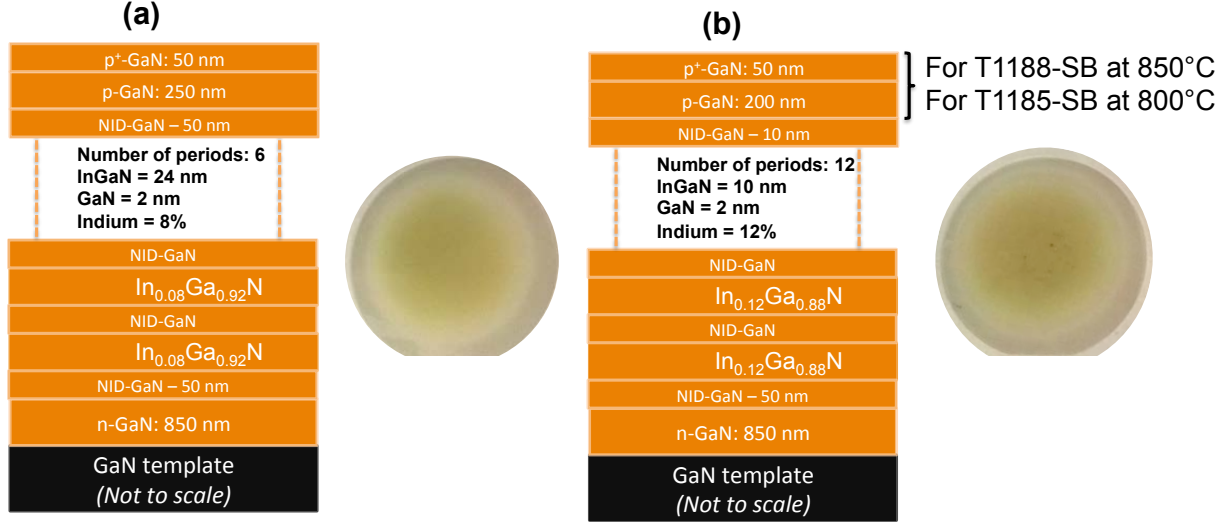 (a)
p⁺-GaN: 50 nm
p-GaN: 250 nm
NID-GaN – 50 nm
Number of periods: 6
InGaN = 24 nm
GaN = 2 nm
Indium = 8%
NID-GaN
In₀.₀₈Ga₀.₉₂N
NID-GaN
In₀.₀₈Ga₀.₉₂N
NID-GaN – 50 nm
n-GaN: 850 nm
GaN template
(Not to scale)
(b)
p⁺-GaN: 50 nm
p-GaN: 200 nm
NID-GaN – 10 nm
For T1188-SB at 850°C
For T1185-SB at 800°C
Number of periods: 12
InGaN = 10 nm
GaN = 2 nm
Indium = 12%
NID-GaN
In₀.₁₂Ga₀.₈₈N
NID-GaN
In₀.₁₂Ga₀.₈₈N
NID-GaN – 50 nm
n-GaN: 850 nm
GaN template
(Not to scale)